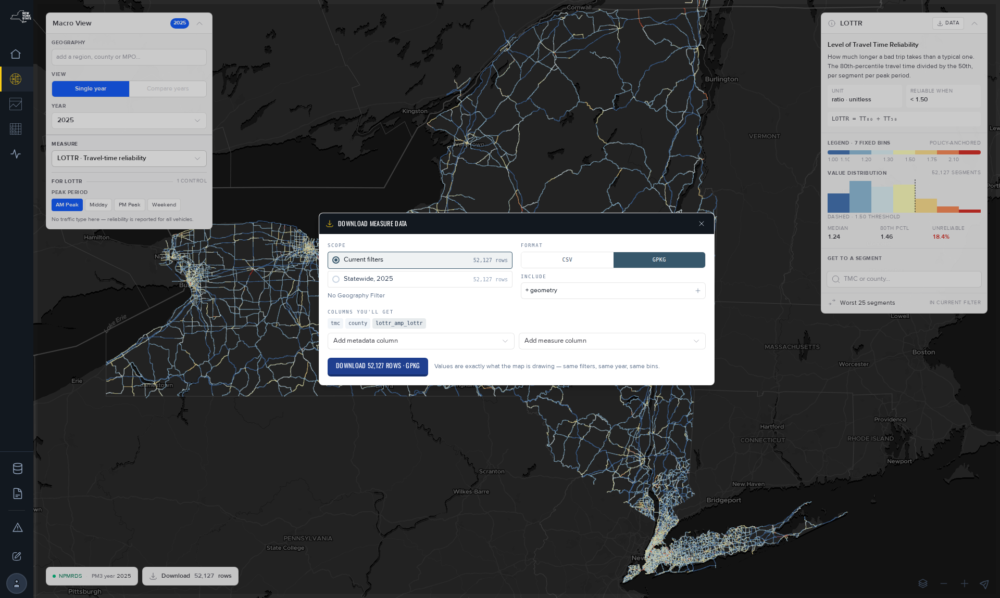 NEW
YORK
STATE
Macro View
2025
GEOGRAPHY
add a region, county or MPO...
VIEW
Single year
Compare years
YEAR
2025
MEASURE
LOTTR · Travel-time reliability
FOR LOTTR
1 CONTROL
PEAK PERIOD
AM Peak
Midday
PM Peak
Weekend
No traffic type here — reliability is reported for all vehicles.
LOTTR
DATA
Level of Travel Time Reliability
How much longer a bad trip takes than a typical one.
The 80th-percentile travel time divided by the 50th,
per segment per peak period.
UNIT
ratio · unitless
RELIABLE WHEN
< 1.50
LOTTR = TT₈₀ ÷ TT₅₀
LEGEND · 7 FIXED BINS
POLICY-ANCHORED
1.00 1.10 1.20 1.30 1.50 1.75 2.10
VALUE DISTRIBUTION
52,127 SEGMENTS
DASHED · 1.50 THRESHOLD
MEDIAN
1.24
80TH PCTL
1.46
UNRELIABLE
18.4%
GET TO A SEGMENT
TMC or county...
Worst 25 segments
IN CURRENT FILTER
DOWNLOAD MEASURE DATA
SCOPE
Current filters
52,127 rows
Statewide, 2025
52,127 rows
No Geography Filter
FORMAT
CSV
GPKG
INCLUDE
+ geometry
COLUMNS YOU'LL GET
tmc
county
lottr_amp_lottr
Add metadata column
Add measure column
DOWNLOAD 52,127 ROWS · GPKG
Values are exactly what the map is drawing — same filters, same year, same bins.
NPMRDS
PM3 year 2025
Download 52,127 rows
Cornwall
Burlington
Kingston
VERMONT
Watertown
Hamilton
Lake Erie
Erie
Jamestown
Elmira
Lowell
MASSACHUSETTS
Boston
Worcester
Providence
Hartford
CONNECTICUT
RHODE ISLAND
Newport
Scranton
Wilkes-Barre
New Haven
Bridgeport
PENNSYLVANIA
State College
New
Pittsburgh
wn